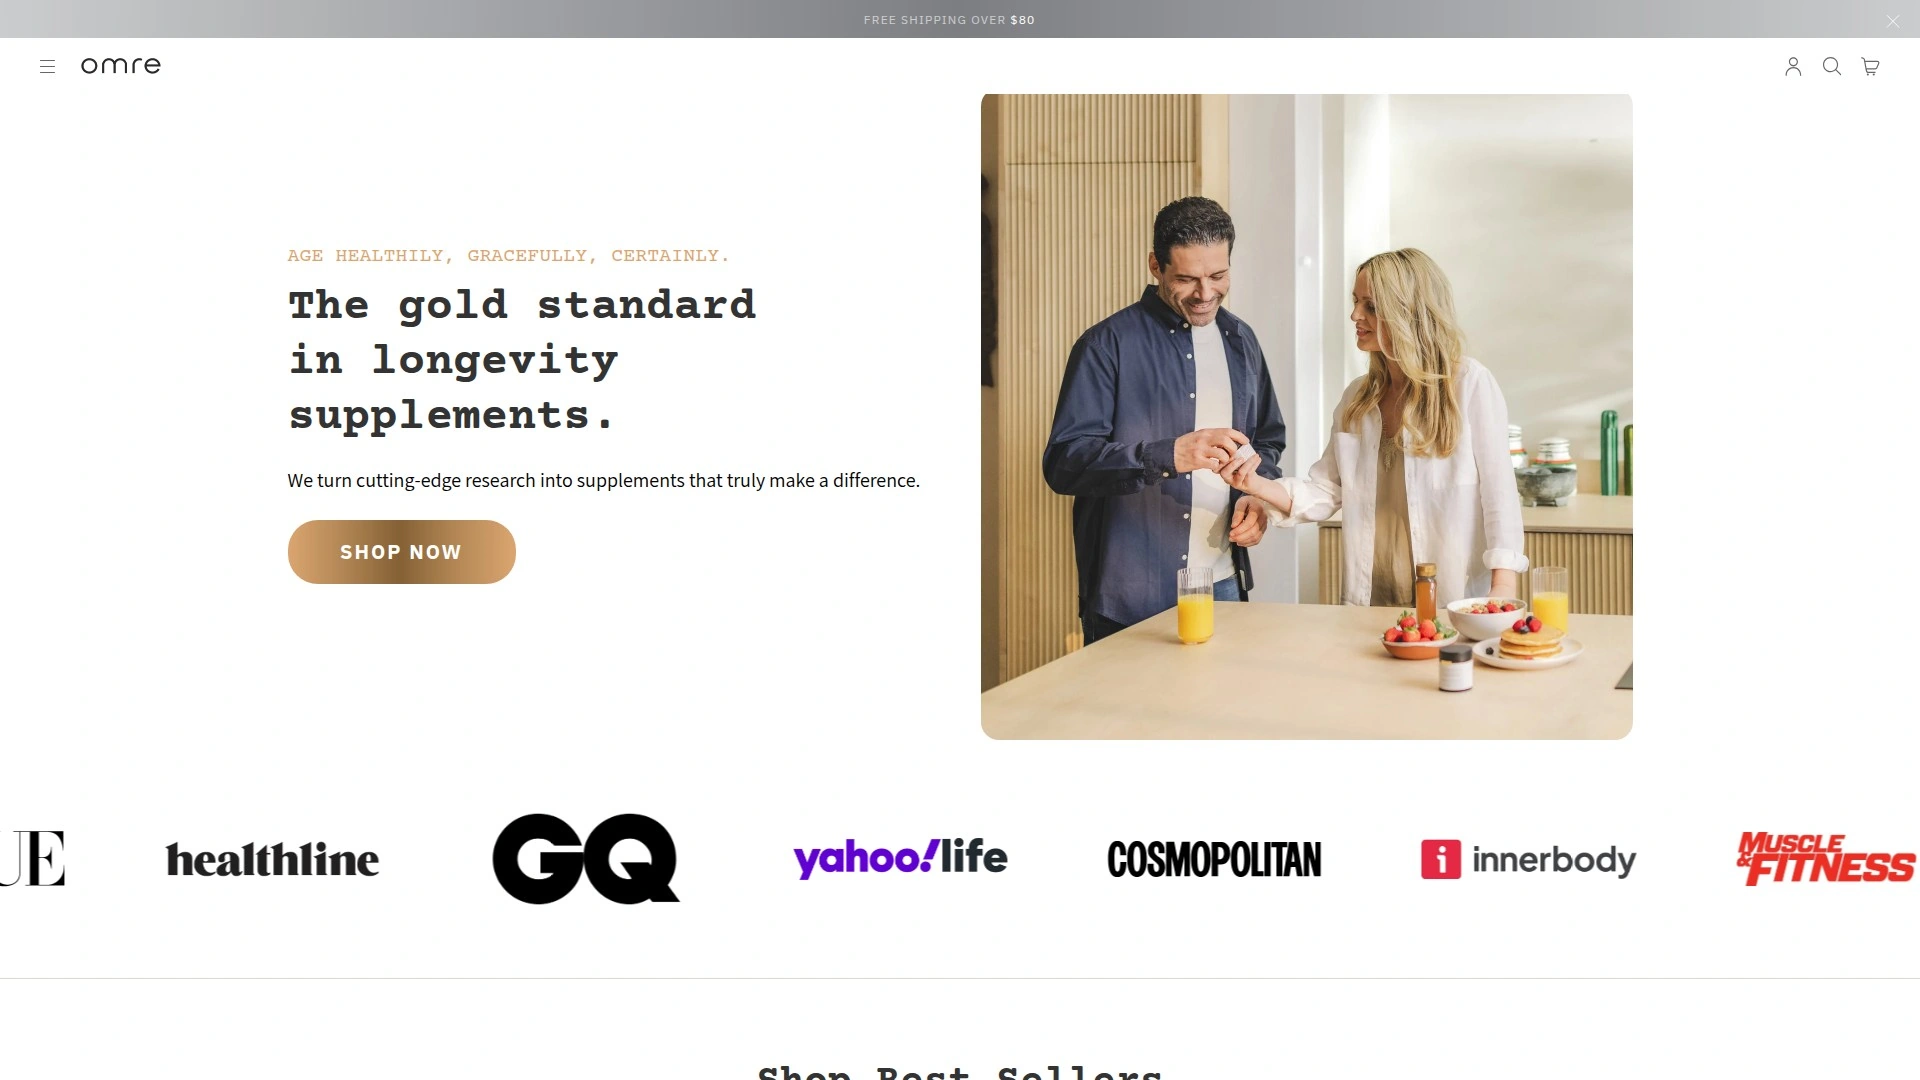 FREE SHIPPING OVER $80
omre
AGE HEALTHILY, GRACEFULLY, CERTAINLY.
The gold standard
in longevity
supplements.
We turn cutting-edge research into supplements that truly make a difference.
SHOP NOW
UE
healthline
GQ
yahoo!life
COSMOPOLITAN
i innerbody
MUSCLE
&FITNESS
Shop Best Sellers